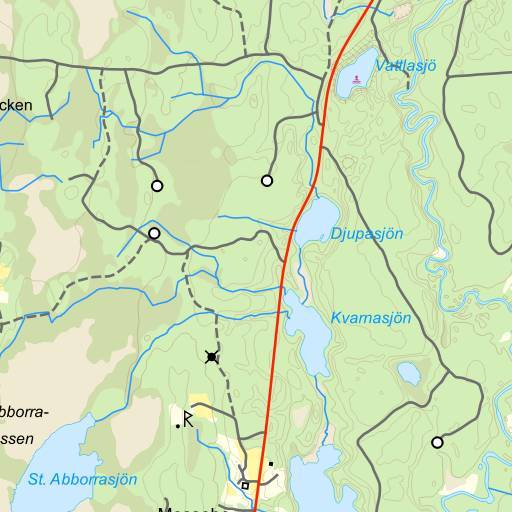 Vattlasjö
cken
Djupasjön
Kvarnasjön
bborra-
ssen
St. Abborrasjön